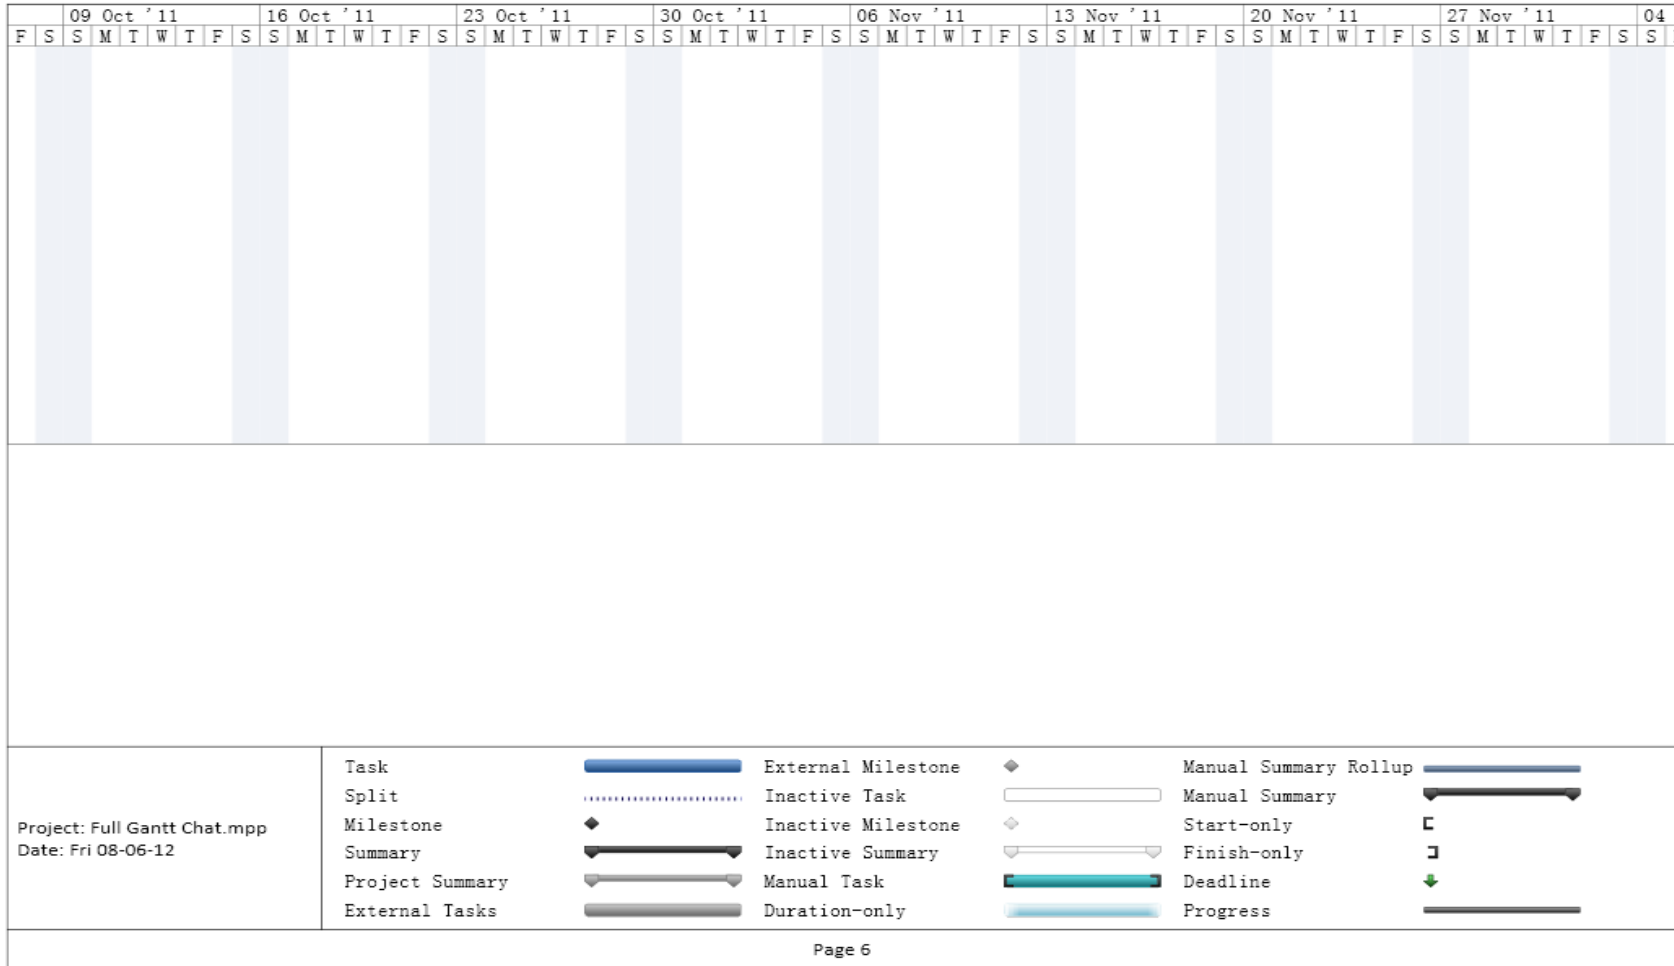 09 Oct '11 16 Oct '11 23 Oct '11 30 Oct '11 06 Nov '11 13 Nov '11 20 Nov '11 27 Nov '11 04
F S S M T W T F S S M T W T F S S M T W T F S S M T W T F S S M T W T F S S M T W T F S S M T W T F S S M T W T F S S
Task External Milestone Manual Summary Rollup
Split Inactive Task Manual Summary
Milestone Inactive Milestone Start-only
Project: Full Gantt Chat.mpp
Date: Fri 08-06-12
Summary Inactive Summary Finish-only
Project Summary Manual Task Deadline
External Tasks Duration-only Progress
Page 6